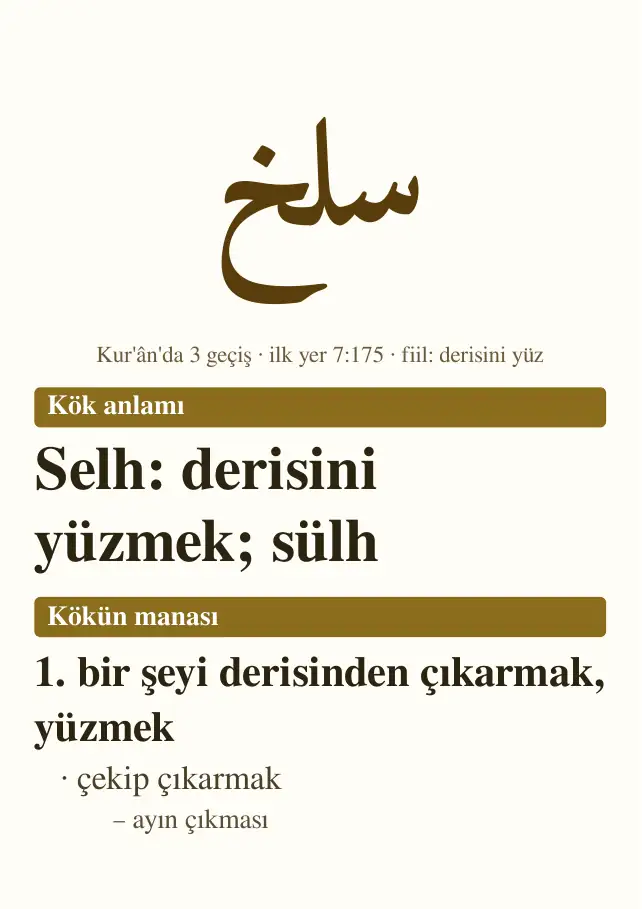 سلخ
Kur'ân'da 3 geçiş · ilk yer 7:175 · fiil: derisini yüz
Kök anlamı
Selh: derisini
yüzmek; sülh
Kökün manası
1. bir şeyi derisinden çıkarmak,
yüzmek
· çekip çıkarmak
– ayın çıkması